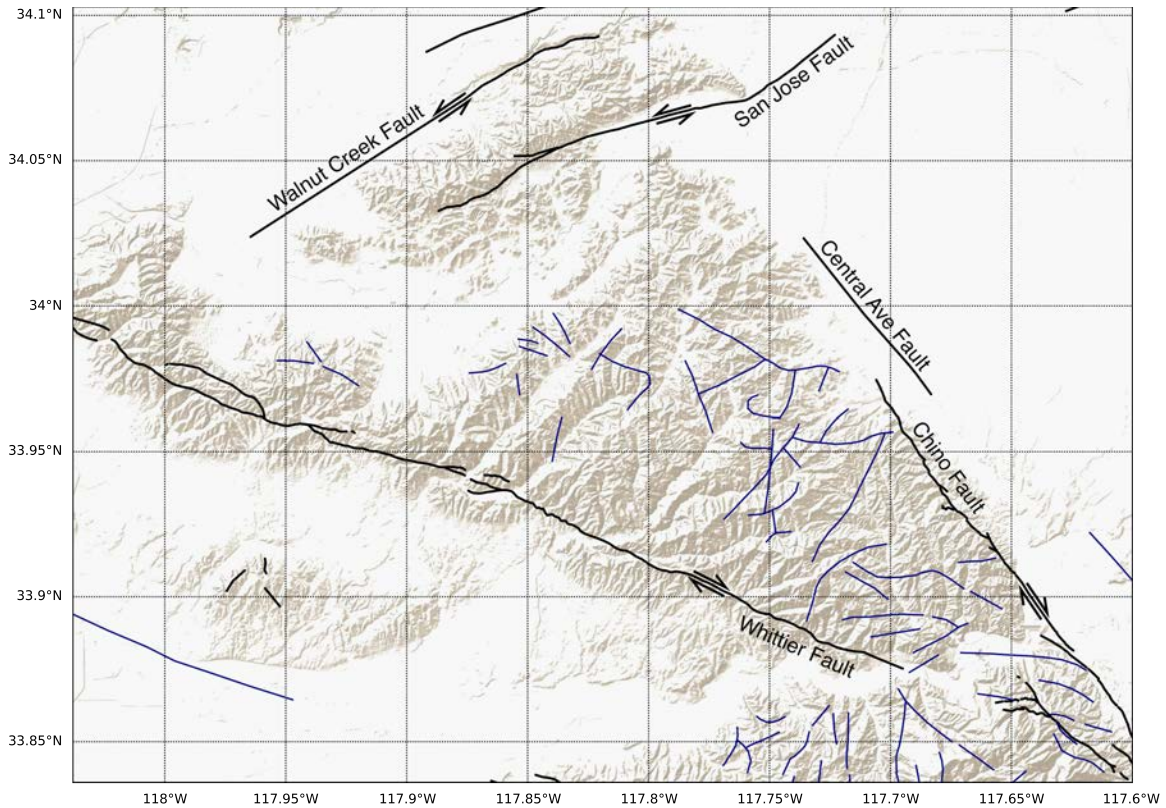 34.1°N
34.05°N
34°N
33.95°N
33.9°N
33.85°N
Walnut Creek Fault
San Jose Fault
Central Ave Fault
Chino Fault
Whittier Fault
118°W
117.95°W
117.9°W
117.85°W
117.8°W
117.75°W
117.7°W
117.65°W
117.6°W